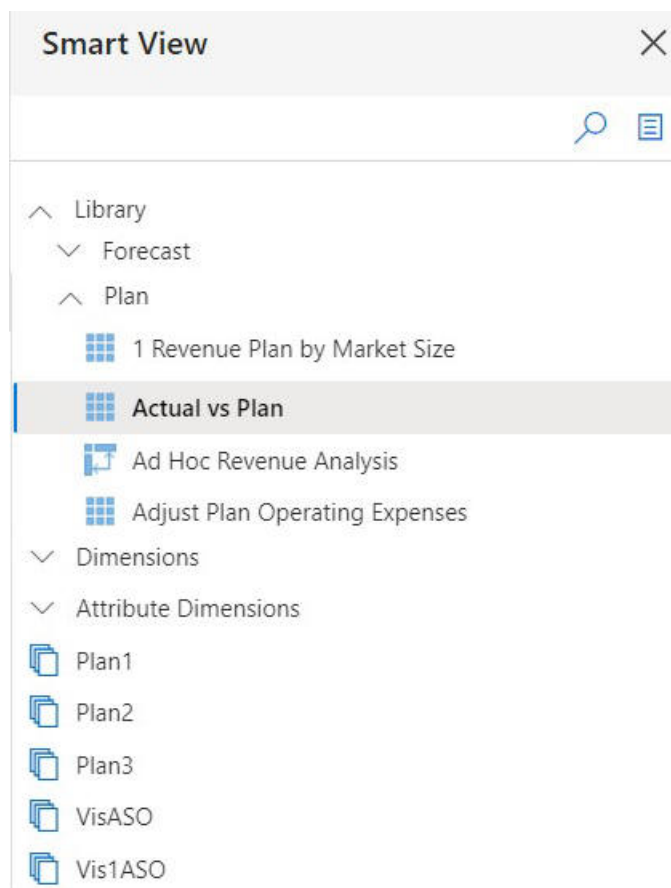 Smart View
Library
Forecast
Plan
1 Revenue Plan by Market Size
Actual vs Plan
Ad Hoc Revenue Analysis
Adjust Plan Operating Expenses
Dimensions
Attribute Dimensions
Plan1
Plan2
Plan3
VisASO
Vis1ASO